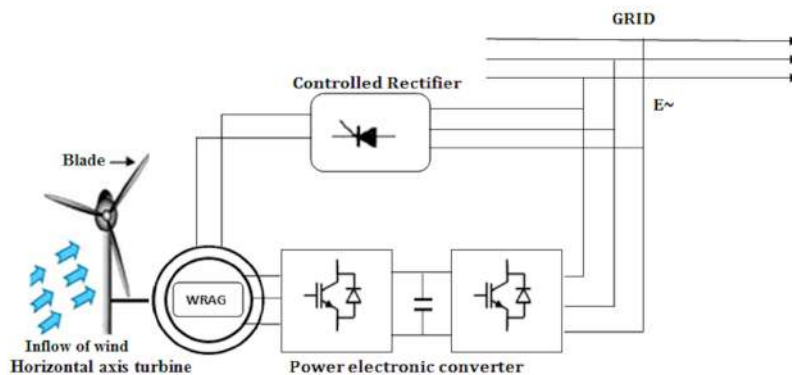 GRID
Controlled Rectifier
E~
Blade
WRAG
Inflow of wind
Horizontal axis turbine
Power electronic converter